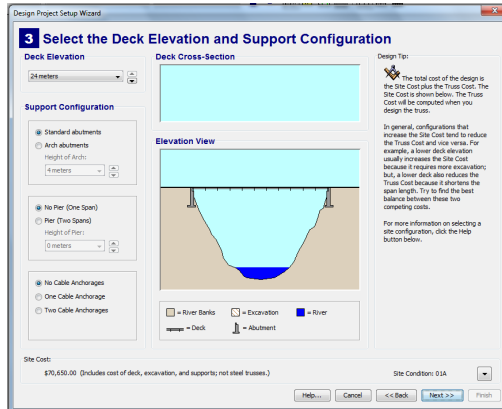 Design Project Setup Wizard
3 Select the Deck Elevation and Support Configuration
Deck Elevation
24 meters
Support Configuration
Standard abutments
Arch abutments
Height of Arch:
4 meters
No Pier (One Span)
Pier (Two Spans)
Height of Pier:
0 meters
No Cable Anchorages
One Cable Anchorage
Two Cable Anchorages
Deck Cross-Section
Elevation View
= River Banks
= Excavation
= River
= Deck
= Abutment
Design Tip:
The total cost of the design is
the Site Cost plus the Truss Cost. The
Site Cost is shown below. The Truss
Cost will be computed when you
design the truss.
In general, configurations that
increase the Site Cost tend to reduce
the Truss Cost and vice versa. For
example, a lower deck elevation
usually increases the Site Cost
because it requires more excavation;
but, a lower deck also reduces the
Truss Cost because it shortens the
span length. Try to find the best
balance between these two
competing costs.
For more information on selecting a
site configuration, click the Help
button below.
Site Cost:
$70,650.00 (Includes cost of deck, excavation, and supports; not steel trusses.)
Site Condition: 01A
Help...
Cancel
<< Back
Next >>
Finish